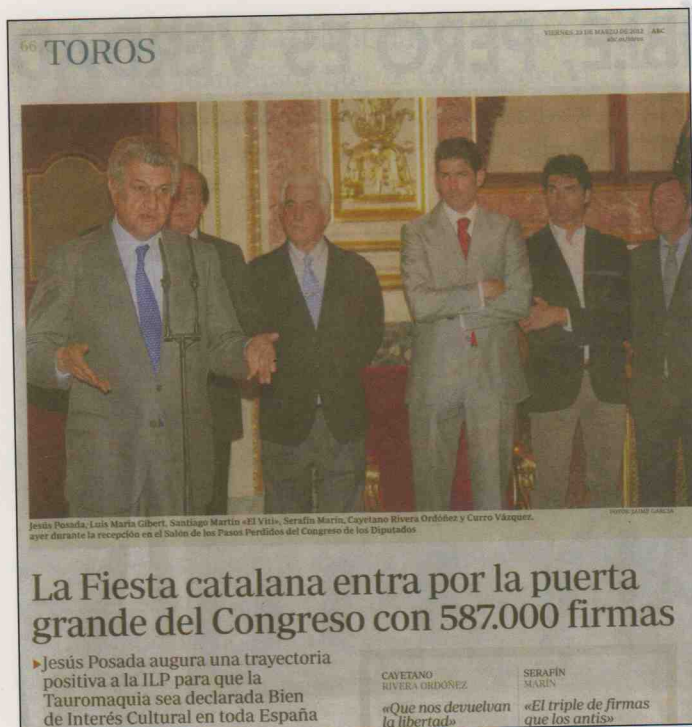 66 TOROS
VIERNES, 23 DE MARZO DE 2012 ABC
abc.es/toros
Jesús Posada, Luis María Gibert, Santiago Martín «El Viti», Serafín Marín, Cayetano Rivera Ordóñez y Curro Vázquez,
ayer durante la recepción en el Salón de los Pasos Perdidos del Congreso de los Diputados
FOTOS: JAIME GARCÍA
La Fiesta catalana entra por la puerta
grande del Congreso con 587.000 firmas
▸Jesús Posada augura una trayectoria
positiva a la ILP para que la
Tauromaquia sea declarada Bien
de Interés Cultural en toda España
CAYETANO
RIVERA ORDÓÑEZ
«Que nos devuelvan
la libertad»
SERAFÍN
MARÍN
«El triple de firmas
que los antis»